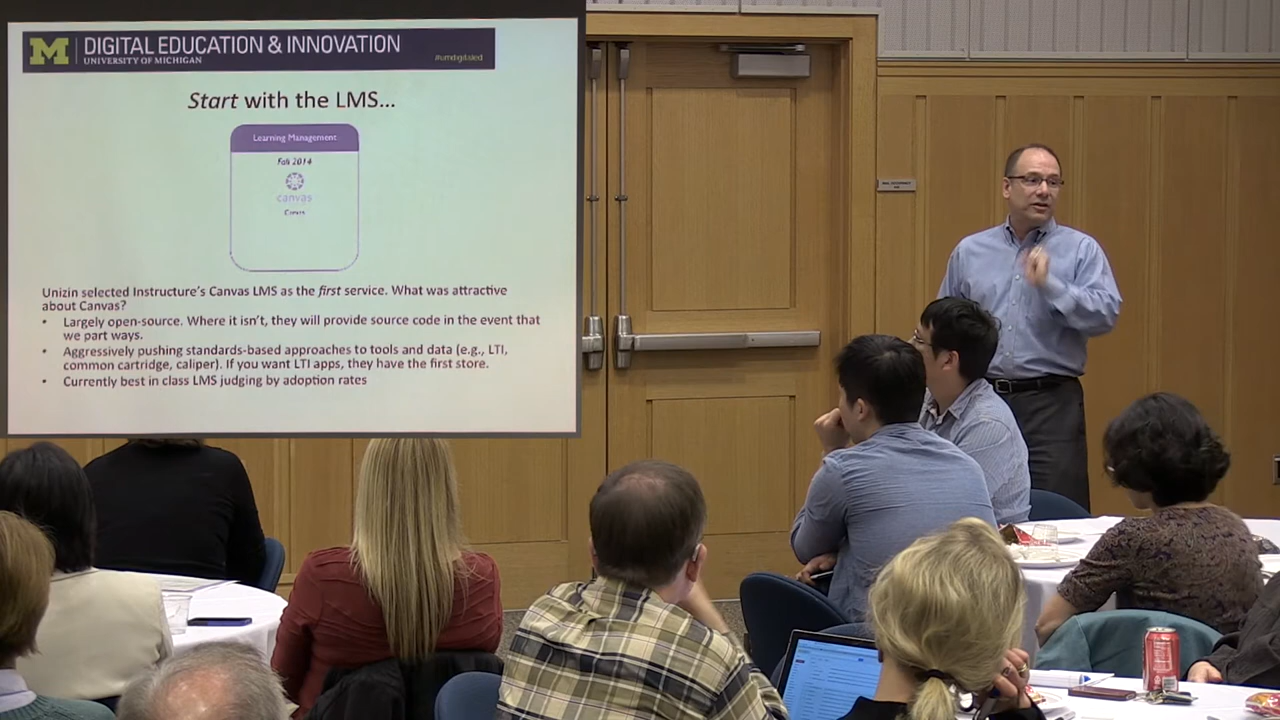 M DIGITAL EDUCATION & INNOVATION
UNIVERSITY OF MICHIGAN
#umdigitaled
Start with the LMS...
Learning Management
Fall 2014
canvas
Canvas
Unizin selected Instructure's Canvas LMS as the first service. What was attractive
about Canvas?
• Largely open-source. Where it isn't, they will provide source code in the event that
we part ways.
• Aggressively pushing standards-based approaches to tools and data (e.g., LTI,
common cartridge, caliper). If you want LTI apps, they have the first store.
• Currently best in class LMS judging by adoption rates